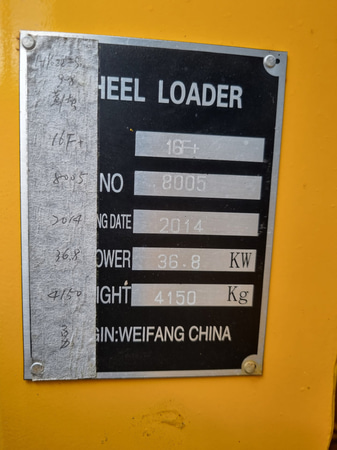 HEEL LOADER
16F+ 16F+
8005 NO 8005
2014 NG DATE 2014
36.8 OWER 36.8 KW
4150 IGHT 4150 Kg
GIN:WEIFANG CHINA